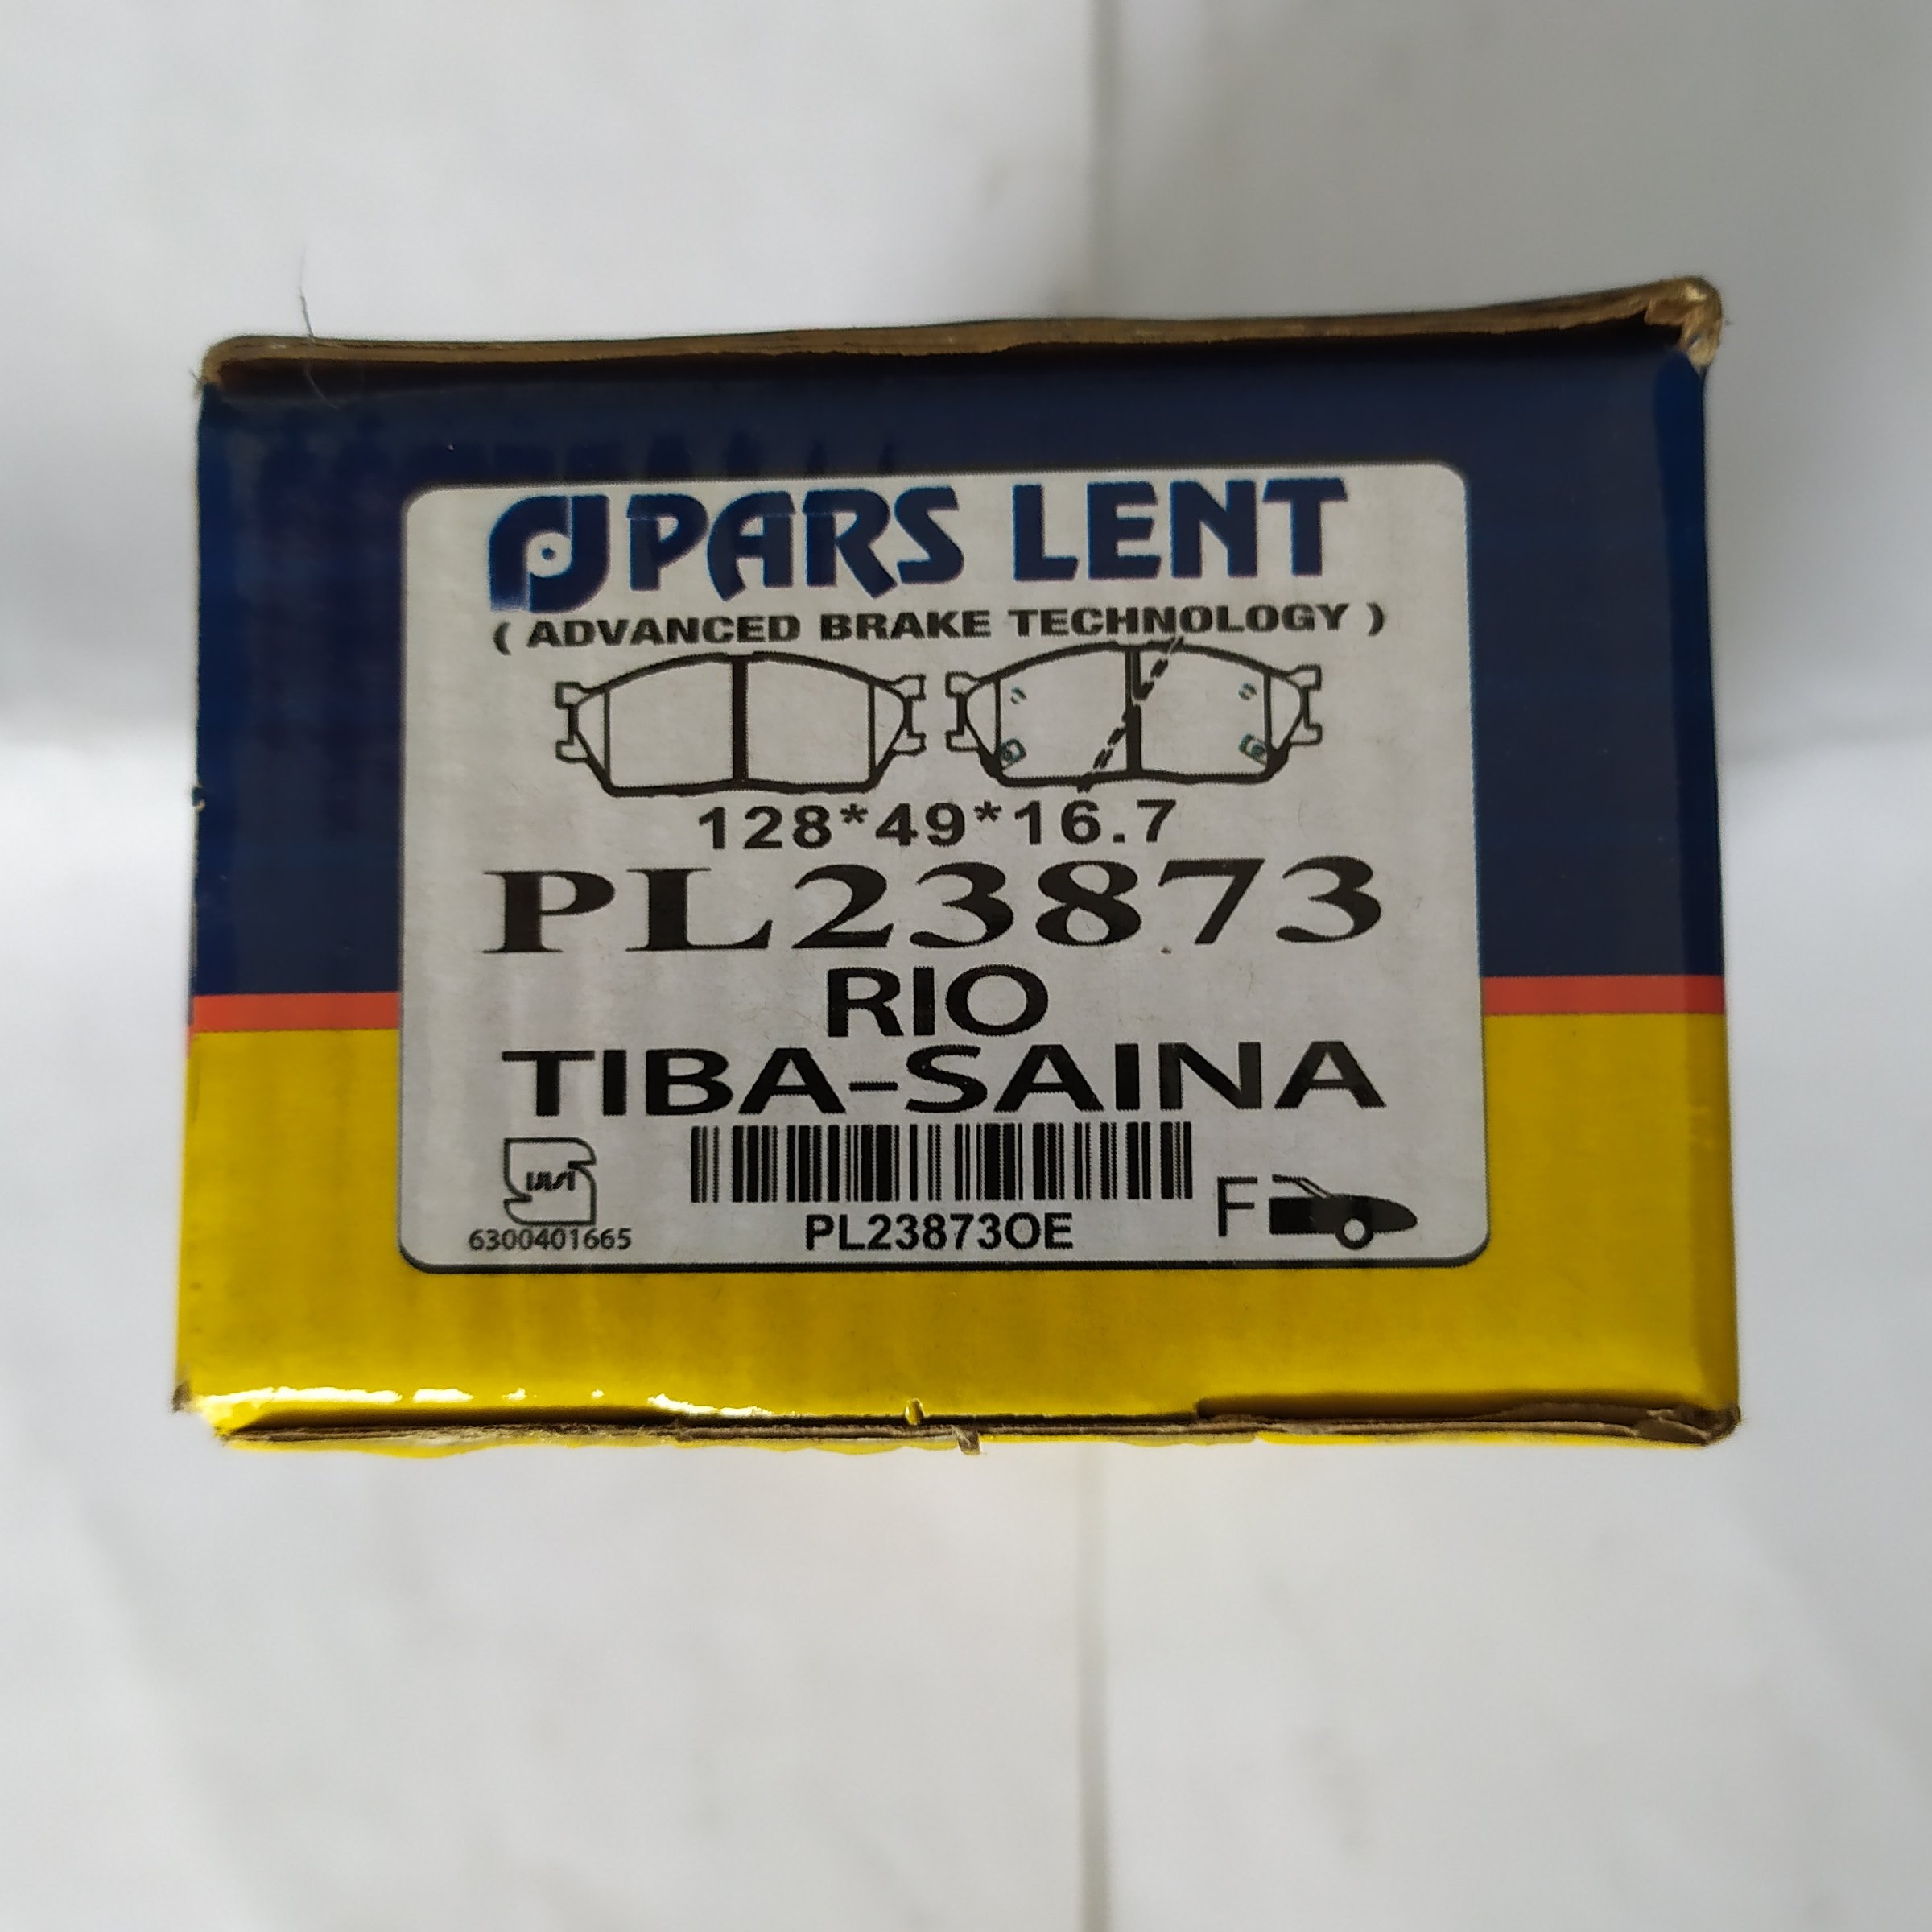 PARS LENT
( ADVANCED BRAKE TECHNOLOGY )
128*49*16.7
PL23873
RIO
TIBA-SAINA
6300401665
PL23873OE
F